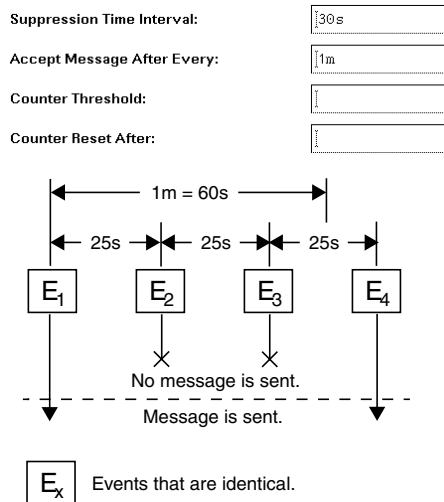 Suppression Time Interval: 30s
Accept Message After Every: 1m
Counter Threshold:
Counter Reset After:
1m = 60s
25s 25s 25s
E1 E2 E3 E4
No message is sent.
Message is sent.
Ex Events that are identical.